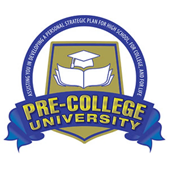 ASSISTING YOU IN DEVELOPING A PERSONAL STRATEGIC PLAN FOR HIGH SCHOOL, FOR COLLEGE, AND FOR LIFE!
PRE-COLLEGE
UNIVERSITY